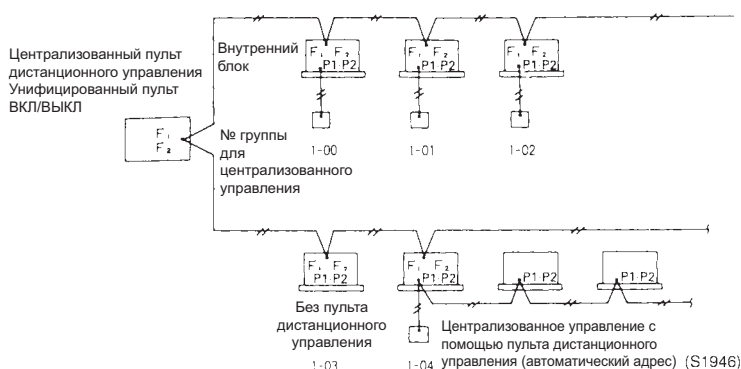 Централизованный пульт
дистанционного управления
Унифицированный пульт
ВКЛ/ВЫКЛ
F₁
F₂
Внутренний
блок
F₁ F₂
P1 P2
F₁ F₂
P1 P2
F₁ F₂
P1 P2
1-00
1-01
1-02
№ группы
для
централизованного
управления
F₁ F₂
P1 P2
F₁ F₂
P1 P2
P1 P2
P1 P2
Без пульта
дистанционного
управления
1-03
1-04
Централизованное управление с
помощью пульта дистанционного
управления (автоматический адрес) (S1946)